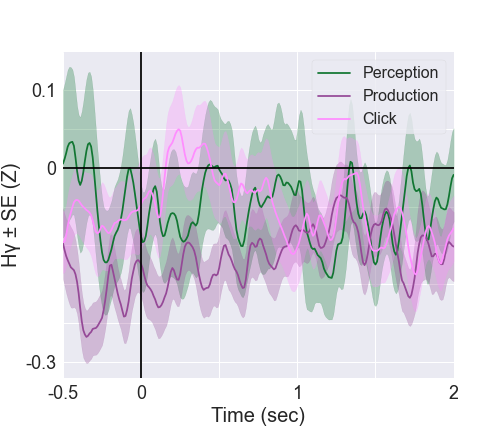 Perception
Production
Click
0.1
0
-0.3
Hγ ± SE (Z)
-0.5
0
1
2
Time (sec)